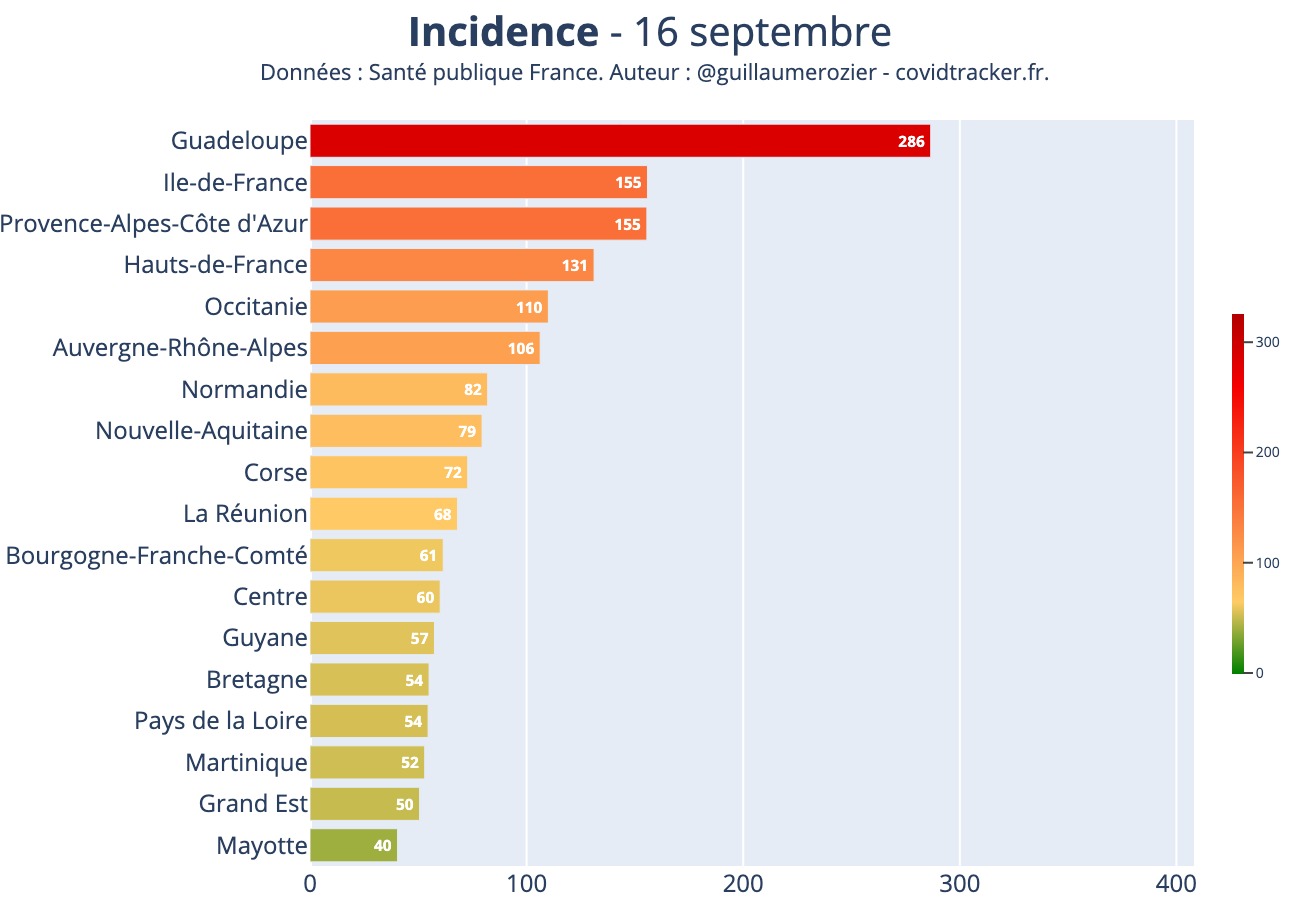 Incidence - 16 septembre
Données : Santé publique France. Auteur : @guillaumerozier - covidtracker.fr.
Guadeloupe 286
Ile-de-France 155
Provence-Alpes-Côte d'Azur 155
Hauts-de-France 131
Occitanie 110
Auvergne-Rhône-Alpes 106
Normandie 82
Nouvelle-Aquitaine 79
Corse 72
La Réunion 68
Bourgogne-Franche-Comté 61
Centre 60
Guyane 57
Bretagne 54
Pays de la Loire 54
Martinique 52
Grand Est 50
Mayotte 40
0 100 200 300 400
300
200
100
0